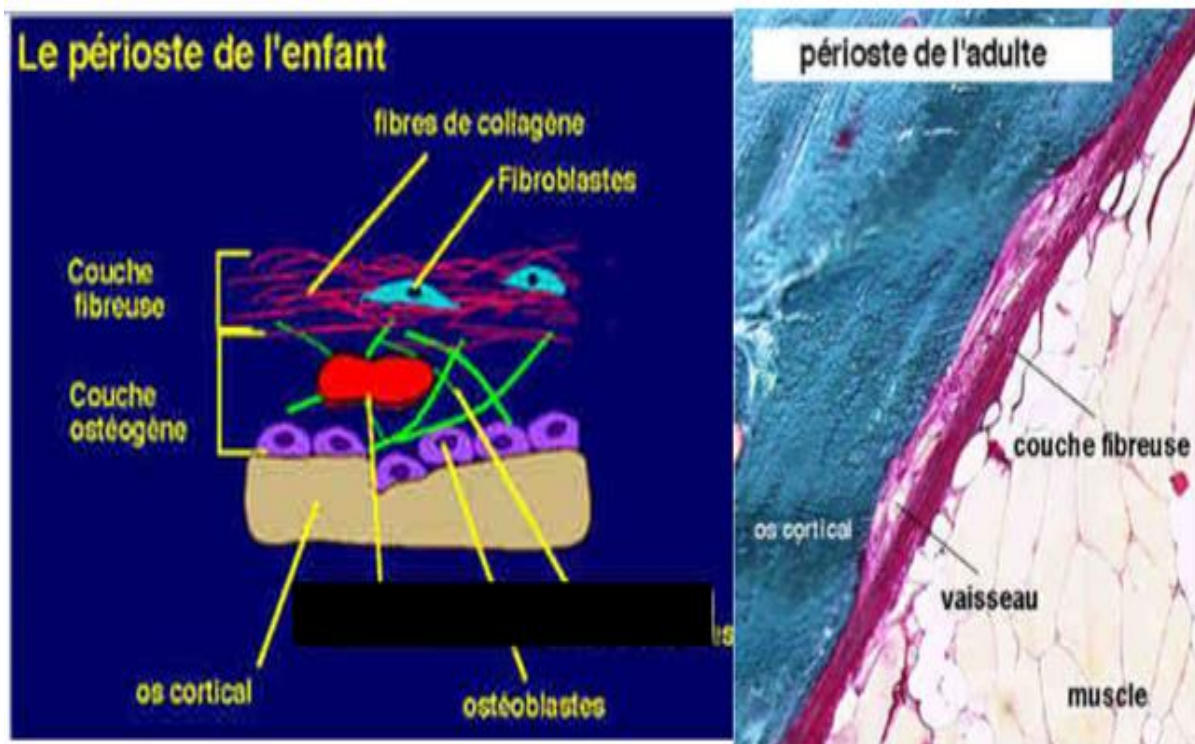 Le périoste de l'enfant
fibres de collagène
Fibroblastes
Couche
fibreuse
Couche
ostéogène
os cortical
ostéoblastes
périoste de l'adulte
couche fibreuse
os cortical
vaisseau
muscle